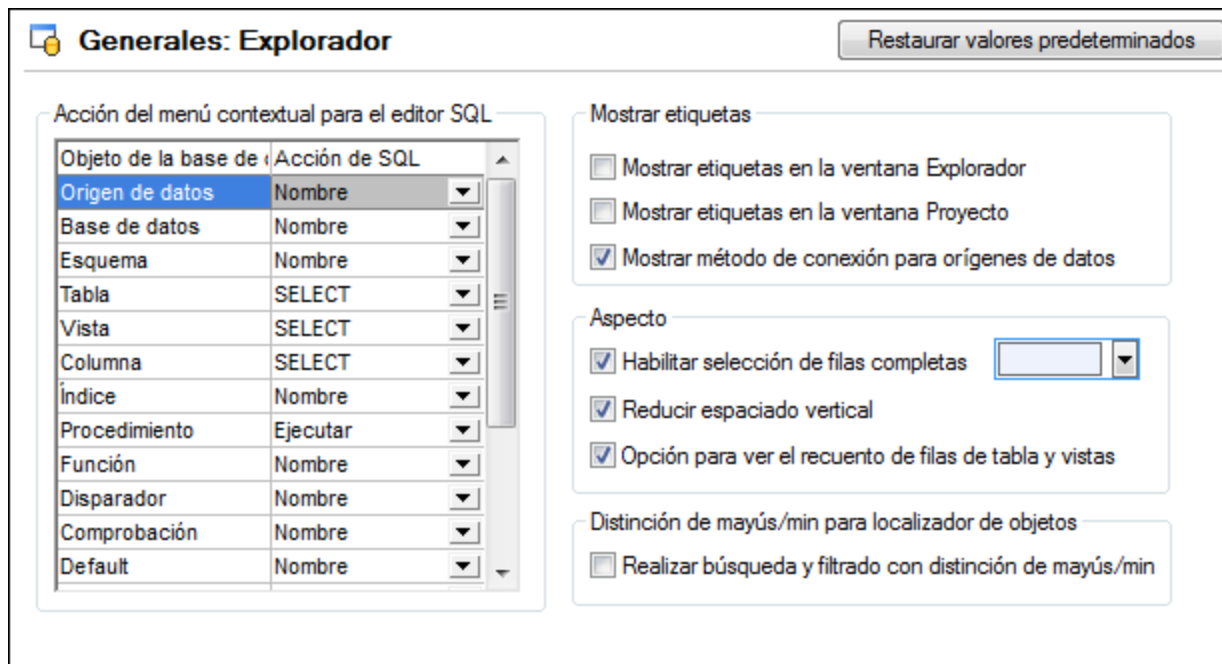 Generales: Explorador
Restaurar valores predeterminados
Acción del menú contextual para el editor SQL
Objeto de la base de Acción de SQL
Origen de datos Nombre
Base de datos Nombre
Esquema Nombre
Tabla SELECT
Vista SELECT
Columna SELECT
Índice Nombre
Procedimiento Ejecutar
Función Nombre
Disparador Nombre
Comprobación Nombre
Default Nombre
Mostrar etiquetas
Mostrar etiquetas en la ventana Explorador
Mostrar etiquetas en la ventana Proyecto
Mostrar método de conexión para orígenes de datos
Aspecto
Habilitar selección de filas completas
Reducir espaciado vertical
Opción para ver el recuento de filas de tabla y vistas
Distinción de mayús/min para localizador de objetos
Realizar búsqueda y filtrado con distinción de mayús/min